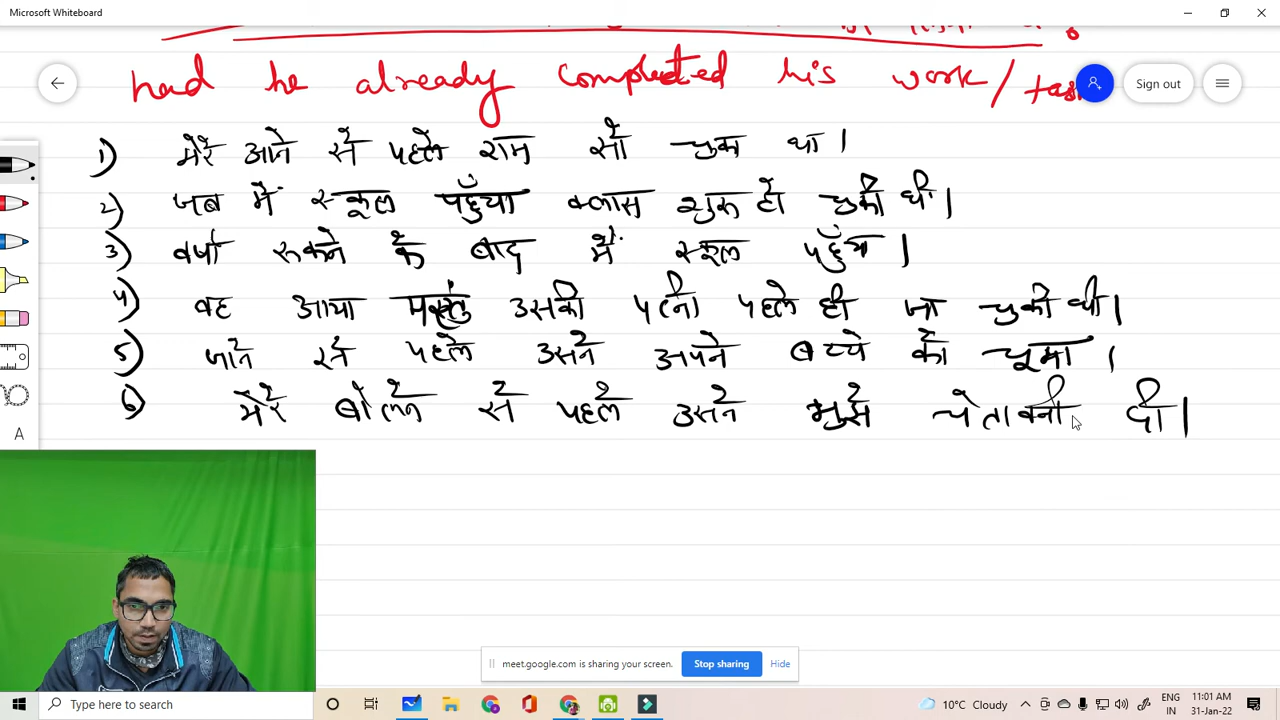 Microsoft Whiteboard
had he already completed his work/task
Sign out
1) मेरे आने से पहले राम सो चुका था।
2) जब मैं स्कूल पहुँचा क्लास शुरू हो चुकी थी।
3) वर्षा रूकने के बाद मैं स्कूल पहुँचा।
4) वह आया परन्तु उसकी पत्नी पहले ही जा चुकी थी।
5) जाने से पहले उसने अपने बच्चे को चूमा।
6) मेरे बोलने से पहले उसने मुझे चेतावनी दी।
A
meet.google.com is sharing your screen.
Stop sharing
Hide
Type here to search
10°C Cloudy
ENG
IN
11:01 AM
31-Jan-22